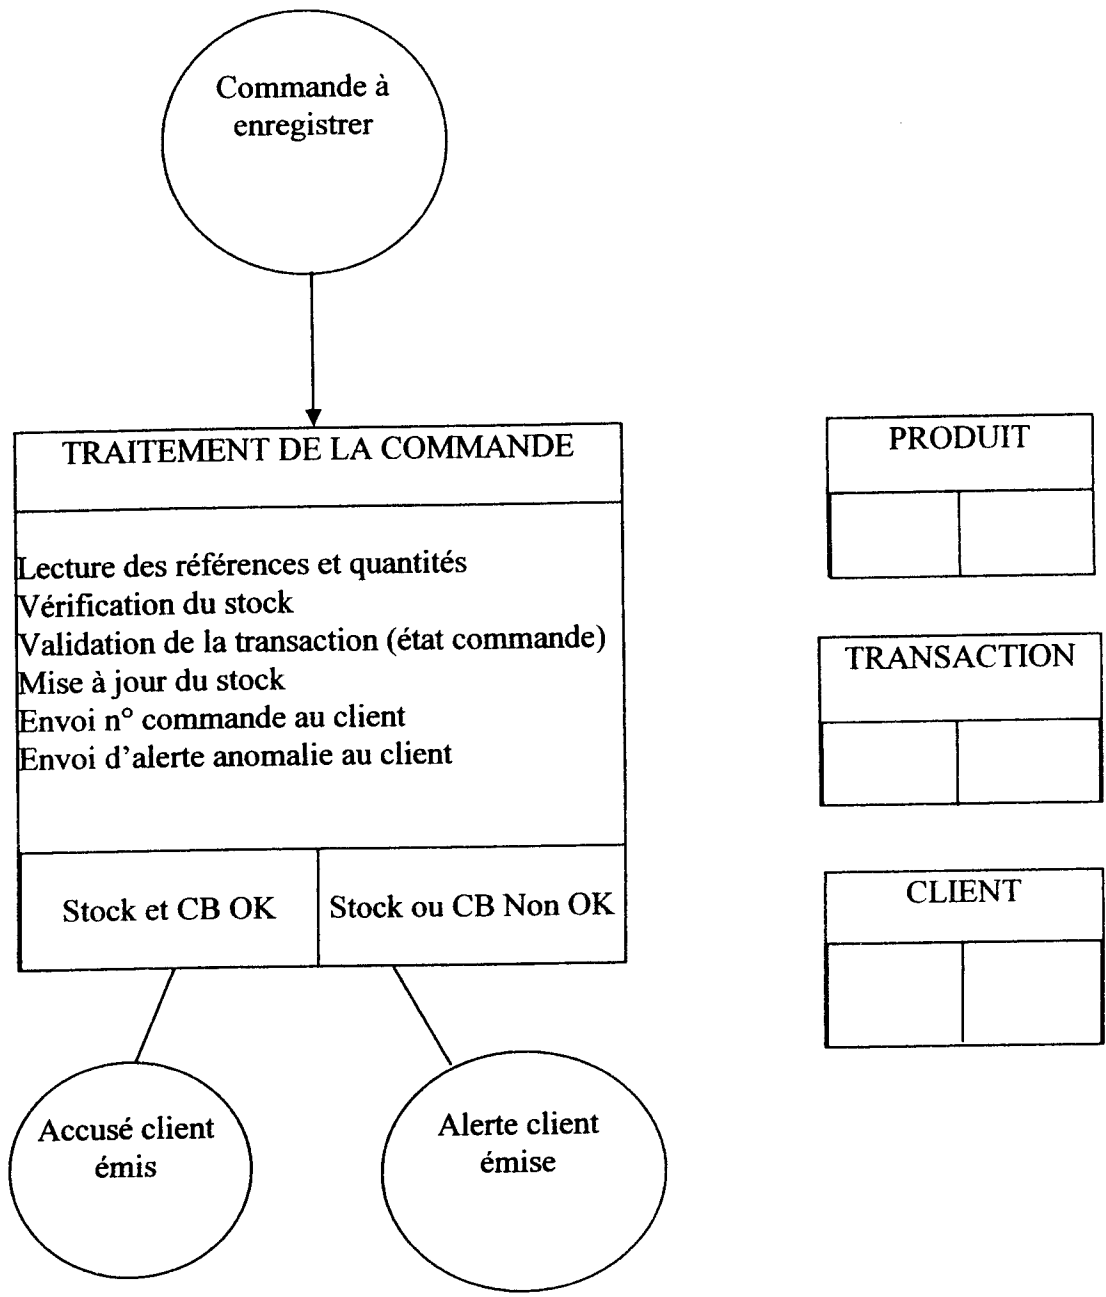 Commande à
enregistrer
TRAITEMENT DE LA COMMANDE
Lecture des références et quantités
Vérification du stock
Validation de la transaction (état commande)
Mise à jour du stock
Envoi n° commande au client
Envoi d'alerte anomalie au client
Stock et CB OK
Stock ou CB Non OK
Accusé client
émis
Alerte client
émise
PRODUIT
TRANSACTION
CLIENT